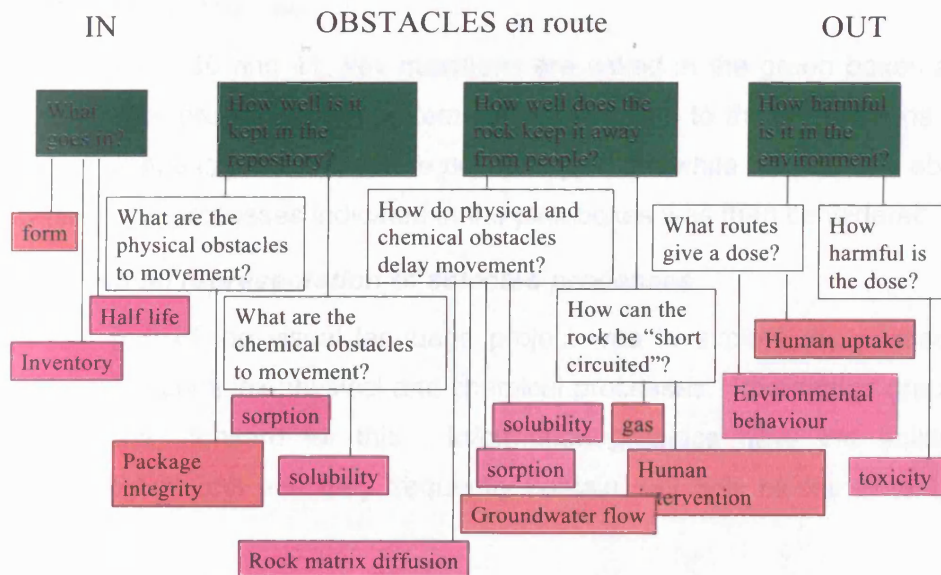 IN
OBSTACLES en route
OUT
What
goes in?
How well is it
kept in the
repository?
How well does the
rock keep it away
from people?
How harmful
is it in the
environment?
form
What are the
physical obstacles
to movement?
How do physical and
chemical obstacles
delay movement?
What routes
give a dose?
How
harmful is
the dose?
Half life
What are the
chemical obstacles
to movement?
How can the
rock be “short
circuited”?
Inventory
Human uptake
sorption
solubility
gas
Environmental
behaviour
Package
integrity
solubility
sorption
Human
tervention
toxicity
Groundwater flow
Rock matrix diffusion